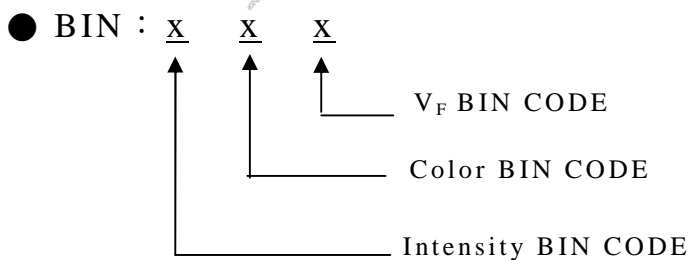 ● BIN : x x x
V_F BIN CODE
Color BIN CODE
Intensity BIN CODE